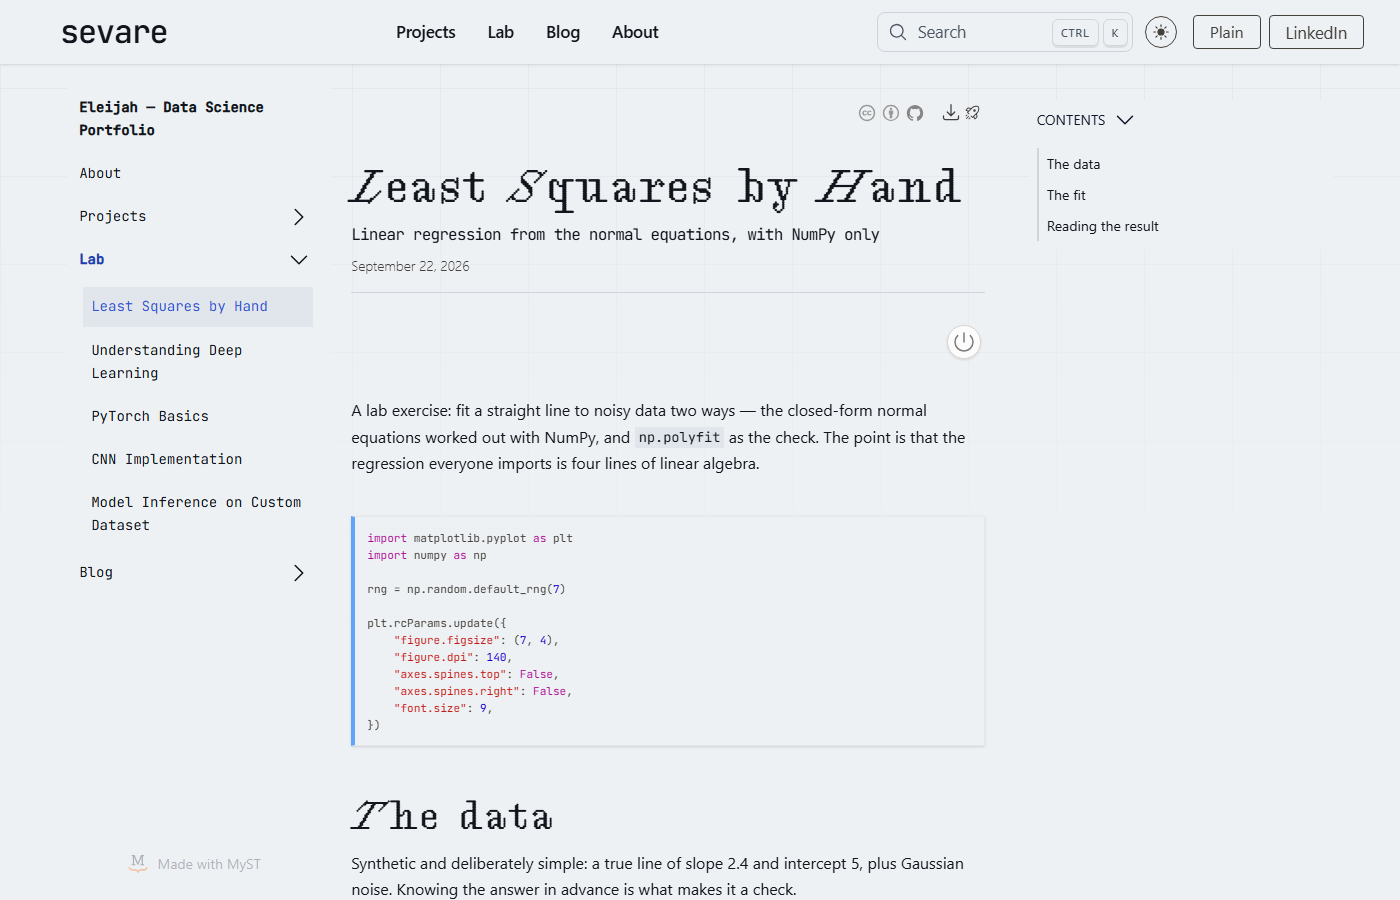 sevare
Projects
Lab
Blog
About
Search
CTRL
K
Plain
LinkedIn
Eleijah — Data Science
Portfolio
About
Projects
Lab
Least Squares by Hand
Understanding Deep
Learning
PyTorch Basics
CNN Implementation
Model Inference on Custom
Dataset
Blog
M
Made with MyST
cc
Least Squares by Hand
Linear regression from the normal equations, with NumPy only
September 22, 2026
A lab exercise: fit a straight line to noisy data two ways — the closed-form normal
equations worked out with NumPy, and np.polyfit as the check. The point is that the
regression everyone imports is four lines of linear algebra.
import matplotlib.pyplot as plt
import numpy as np
rng = np.random.default_rng(7)
plt.rcParams.update({
    "figure.figsize": (7, 4),
    "figure.dpi": 140,
    "axes.spines.top": False,
    "axes.spines.right": False,
    "font.size": 9,
})
The data
Synthetic and deliberately simple: a true line of slope 2.4 and intercept 5, plus Gaussian
noise. Knowing the answer in advance is what makes it a check.
CONTENTS
The data
The fit
Reading the result